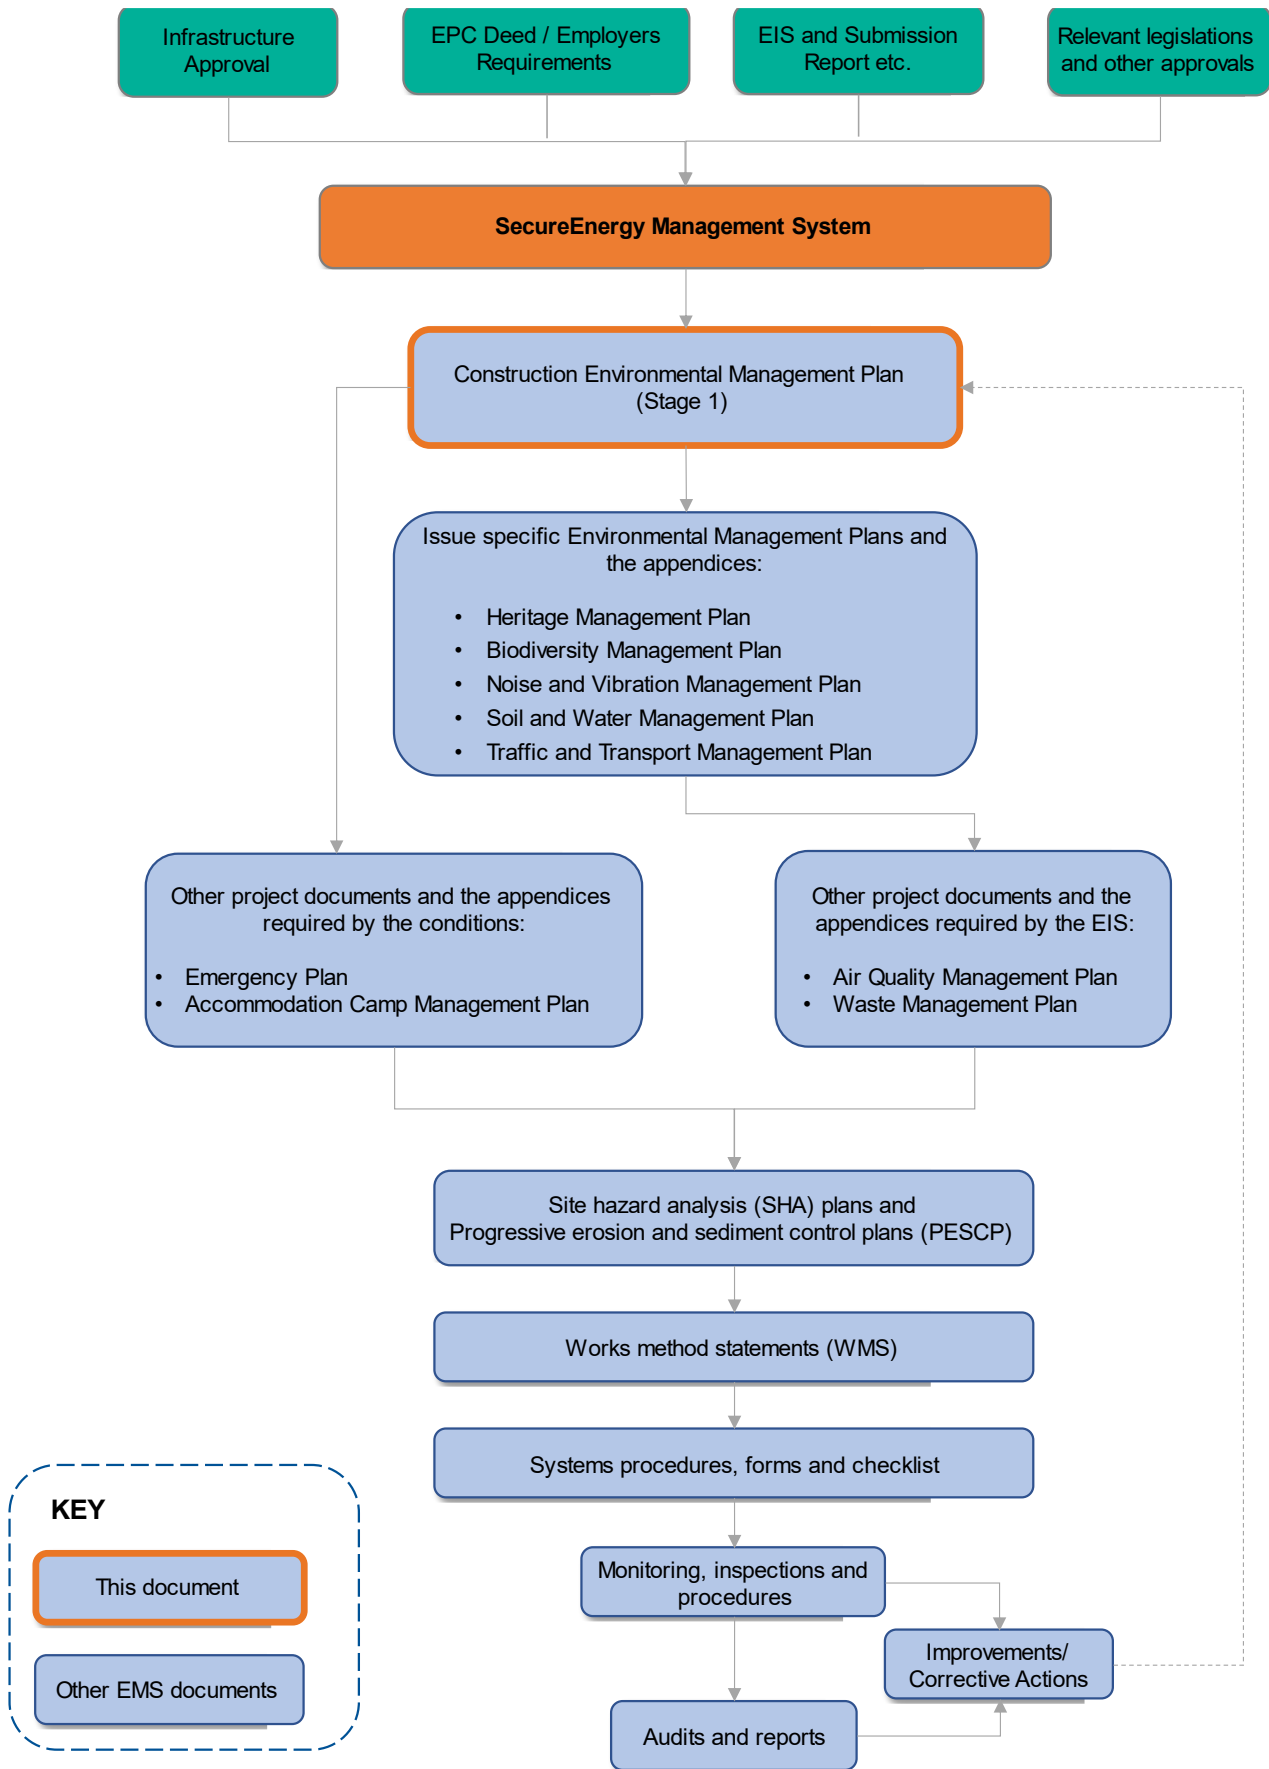 Infrastructure
Approval
EPC Deed / Employers
Requirements
EIS and Submission
Report etc.
Relevant legislations
and other approvals
SecureEnergy Management System
Construction Environmental Management Plan
(Stage 1)
Issue specific Environmental Management Plans and
the appendices:
• Heritage Management Plan
• Biodiversity Management Plan
• Noise and Vibration Management Plan
• Soil and Water Management Plan
• Traffic and Transport Management Plan
Other project documents and the appendices
required by the conditions:
• Emergency Plan
• Accommodation Camp Management Plan
Other project documents and the
appendices required by the EIS:
• Air Quality Management Plan
• Waste Management Plan
Site hazard analysis (SHA) plans and
Progressive erosion and sediment control plans (PESCP)
Works method statements (WMS)
Systems procedures, forms and checklist
Monitoring, inspections and
procedures
Improvements/
Corrective Actions
Audits and reports
KEY
This document
Other EMS documents